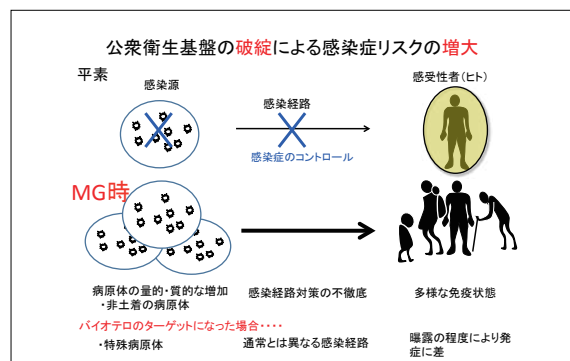 公衆衛生基盤の破綻による感染症リスクの増大
平素
感染源
感染経路
感受性者(ヒト)
感染症のコントロール
MG時
病原体の量的・質的な増加
・非土着の病原体
感染経路対策の不徹底
多様な免疫状態
バイオテロのターゲットになった場合・・・・
・特殊病原体
通常とは異なる感染経路
曝露の程度により発
症に差